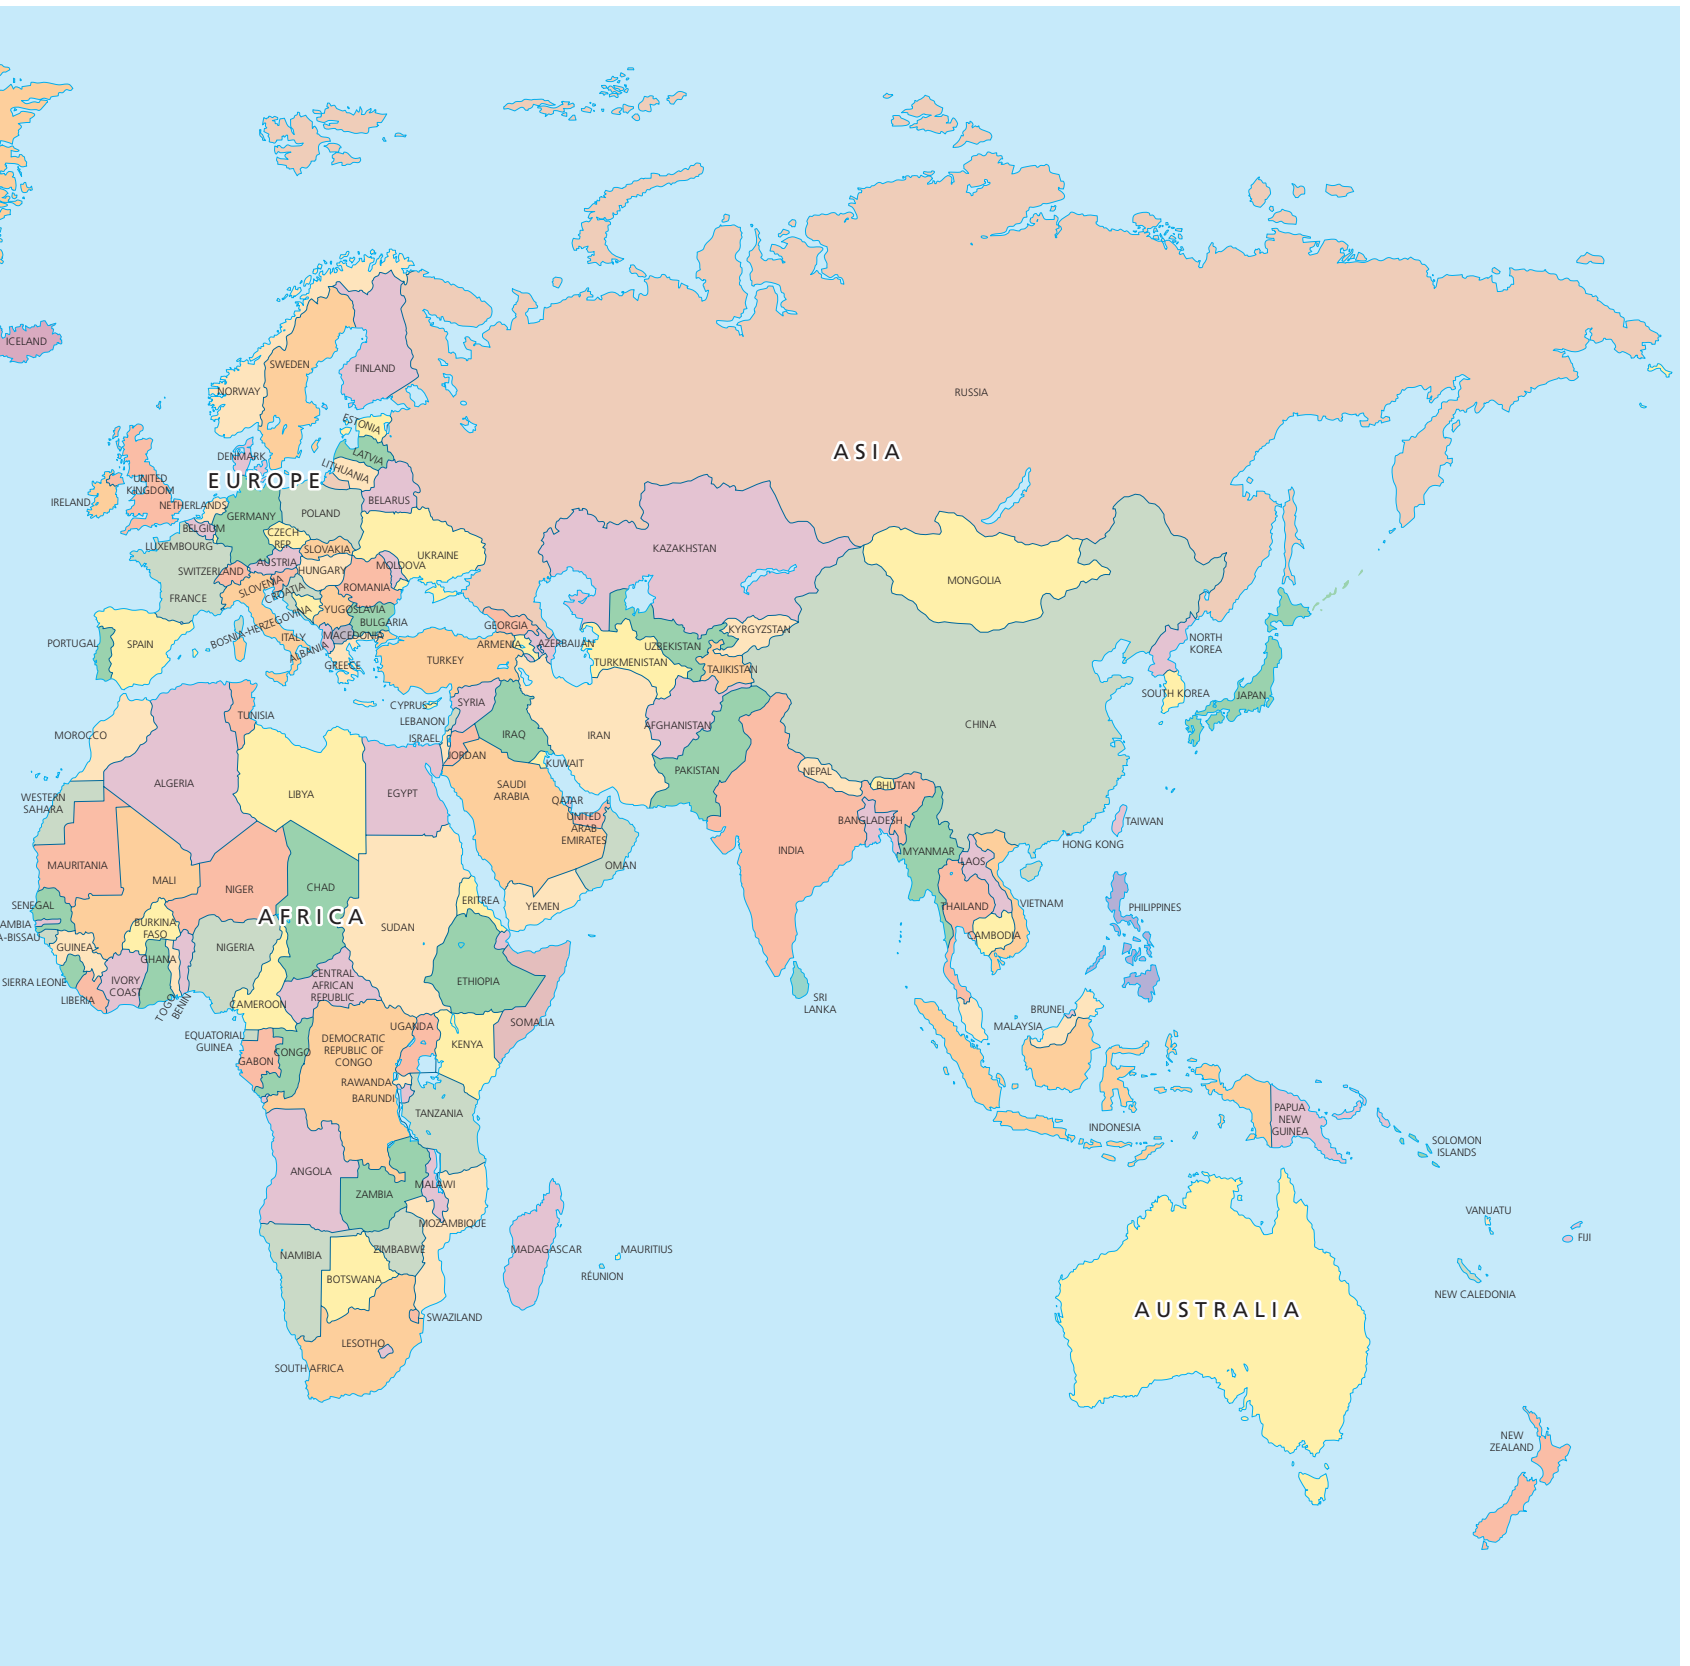 ICELAND
NORWAY
SWEDEN
FINLAND
RUSSIA
ASIA
ESTONIA
LATVIA
LITHUANIA
DENMARK
EUROPE
UNITED
KINGDOM
IRELAND
NETHERLANDS
BELGIUM
LUXEMBOURG
GERMANY
POLAND
BELARUS
CZECH
REP
SLOVAKIA
UKRAINE
AUSTRIA
HUNGARY
MOLDOVA
SWITZERLAND
SLOVENIA
CROATIA
ROMANIA
FRANCE
BOSNIA-HERZEGOVINA
YUGOSLAVIA
BULGARIA
PORTUGAL
SPAIN
ITALY
MACEDONIA
ALBANIA
GREECE
TURKEY
GEORGIA
ARMENIA
AZERBAIJAN
KAZAKHSTAN
MONGOLIA
KYRGYZSTAN
UZBEKISTAN
TURKMENISTAN
TAJIKISTAN
NORTH
KOREA
SOUTH KOREA
JAPAN
CHINA
CYPRUS
SYRIA
LEBANON
ISRAEL
JORDAN
IRAQ
IRAN
AFGHANISTAN
KUWAIT
PAKISTAN
NEPAL
BHUTAN
SAUDI
ARABIA
QATAR
UNITED
ARAB
EMIRATES
OMAN
YEMEN
INDIA
BANGLADESH
MYANMAR
LAOS
TAIWAN
HONG KONG
THAILAND
VIETNAM
CAMBODIA
PHILIPPINES
SRI
LANKA
BRUNEI
MALAYSIA
INDONESIA
PAPUA
NEW
GUINEA
SOLOMON
ISLANDS
VANUATU
FIJI
NEW CALEDONIA
AUSTRALIA
NEW
ZEALAND
MOROCCO
TUNISIA
ALGERIA
LIBYA
EGYPT
WESTERN
SAHARA
MAURITANIA
MALI
NIGER
CHAD
AFRICA
SUDAN
ERITREA
SENEGAL
AMBIA
A-BISSAU
GUINEA
BURKINA
FASO
GHANA
NIGERIA
SIERRA LEONE
LIBERIA
IVORY
COAST
TOGO
BENIN
CAMEROON
CENTRAL
AFRICAN
REPUBLIC
ETHIOPIA
SOMALIA
EQUATORIAL
GUINEA
GABON
CONGO
DEMOCRATIC
REPUBLIC OF
CONGO
UGANDA
KENYA
RAWANDA
BARUNDI
TANZANIA
ANGOLA
ZAMBIA
MALAWI
MOZAMBIQUE
NAMIBIA
ZIMBABWE
BOTSWANA
MADAGASCAR
MAURITIUS
RÉUNION
SWAZILAND
LESOTHO
SOUTH AFRICA